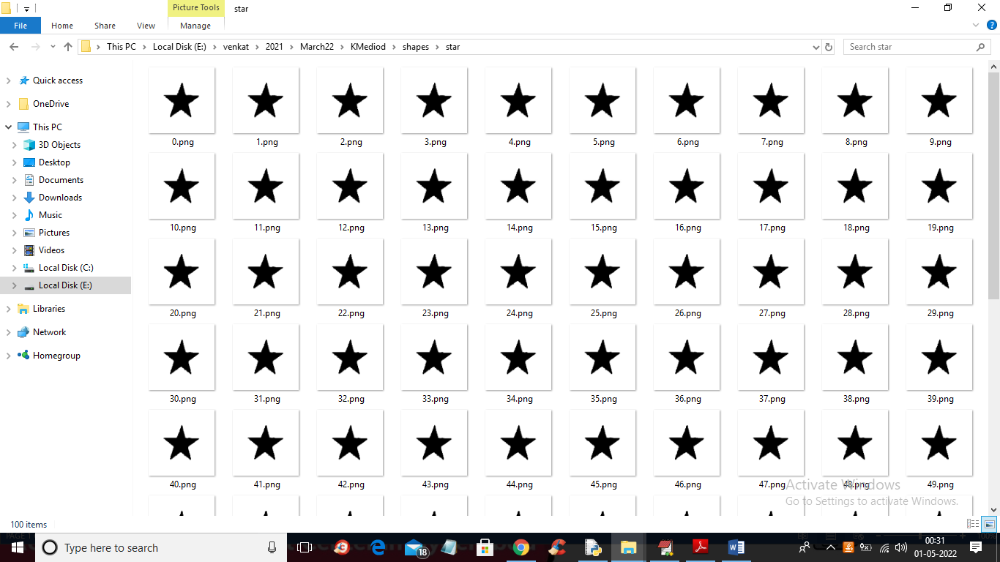 Picture Tools
star
File
Home
Share
View
Manage
This PC
Local Disk (E:)
venkat
2021
March22
KMediod
shapes
star
Search star
Quick access
OneDrive
This PC
3D Objects
Desktop
Documents
Downloads
Music
Pictures
Videos
Local Disk (C:)
Local Disk (E:)
Libraries
Network
Homegroup
0.png 1.png 2.png 3.png 4.png 5.png 6.png 7.png 8.png 9.png
10.png 11.png 12.png 13.png 14.png 15.png 16.png 17.png 18.png 19.png
20.png 21.png 22.png 23.png 24.png 25.png 26.png 27.png 28.png 29.png
30.png 31.png 32.png 33.png 34.png 35.png 36.png 37.png 38.png 39.png
40.png 41.png 42.png 43.png 44.png 45.png 46.png 47.png 48.png 49.png
Activate Windows
Go to Settings to activate Windows.
100 items
Type here to search
18
00:31
01-05-2022